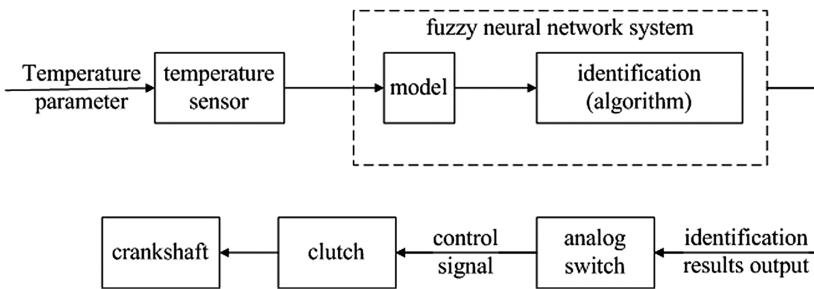 fuzzy neural network system
Temperature
parameter
temperature
sensor
model
identification
(algorithm)
crankshaft
clutch
control
signal
analog
switch
identification
results output